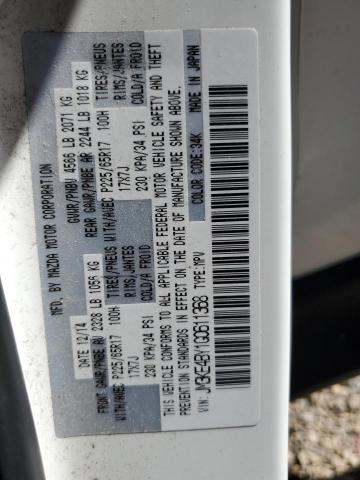 MFD. BY MAZDA MOTOR CORPORATION
DATE 12/14 GVWR/PNBV 4566 LB 2071 KG
FRONT GAWR/PNBE AV 2328 LB 1056 KG REAR GAWR/PNBE AR 2244 LB 1018 KG
WITH/AVEC P225/65R17 100H TIRES/PNEUS WITH/AVEC P225/65R17 100H TIRES/PNEUS
17X7J RIMS/JANTES 17X7J RIMS/JANTES
230 KPA/34 PSI COLD/A FROID 230 KPA/34 PSI COLD/A FROID
THIS VEHICLE CONFORMS TO ALL APPLICABLE FEDERAL MOTOR VEHICLE SAFETY AND THEFT
PREVENTION STANDARDS IN EFFECT ON THE DATE OF MANUFACTURE SHOWN ABOVE.
VIN: JM3KE4BY1G0611368 TYPE:MPV COLOR CODE:34K MADE IN JAPAN